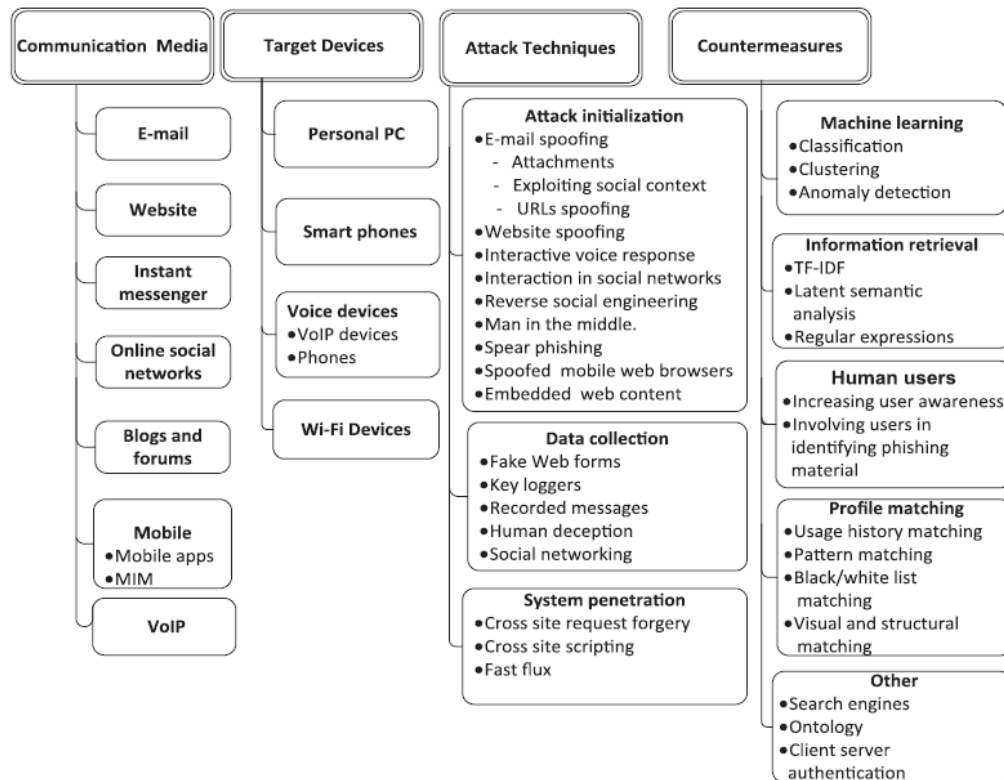 Communication Media
E-mail
Website
Instant
messenger
Online social
networks
Blogs and
forums
Mobile
●Mobile apps
●MIM
VoIP
Target Devices
Personal PC
Smart phones
Voice devices
●VoIP devices
●Phones
Wi-Fi Devices
Attack Techniques
Attack initialization
●E-mail spoofing
- Attachments
- Exploiting social context
- URLs spoofing
●Website spoofing
●Interactive voice response
●Interaction in social networks
●Reverse social engineering
●Man in the middle.
●Spear phishing
●Spoofed mobile web browsers
●Embedded web content
Data collection
●Fake Web forms
●Key loggers
●Recorded messages
●Human deception
●Social networking
System penetration
●Cross site request forgery
●Cross site scripting
●Fast flux
Countermeasures
Machine learning
●Classification
●Clustering
●Anomaly detection
Information retrieval
●TF-IDF
●Latent semantic
analysis
●Regular expressions
Human users
●Increasing user awareness
●Involving users in
identifying phishing
material
Profile matching
●Usage history matching
●Pattern matching
●Black/white list
matching
●Visual and structural
matching
Other
●Search engines
●Ontology
●Client server
authentication